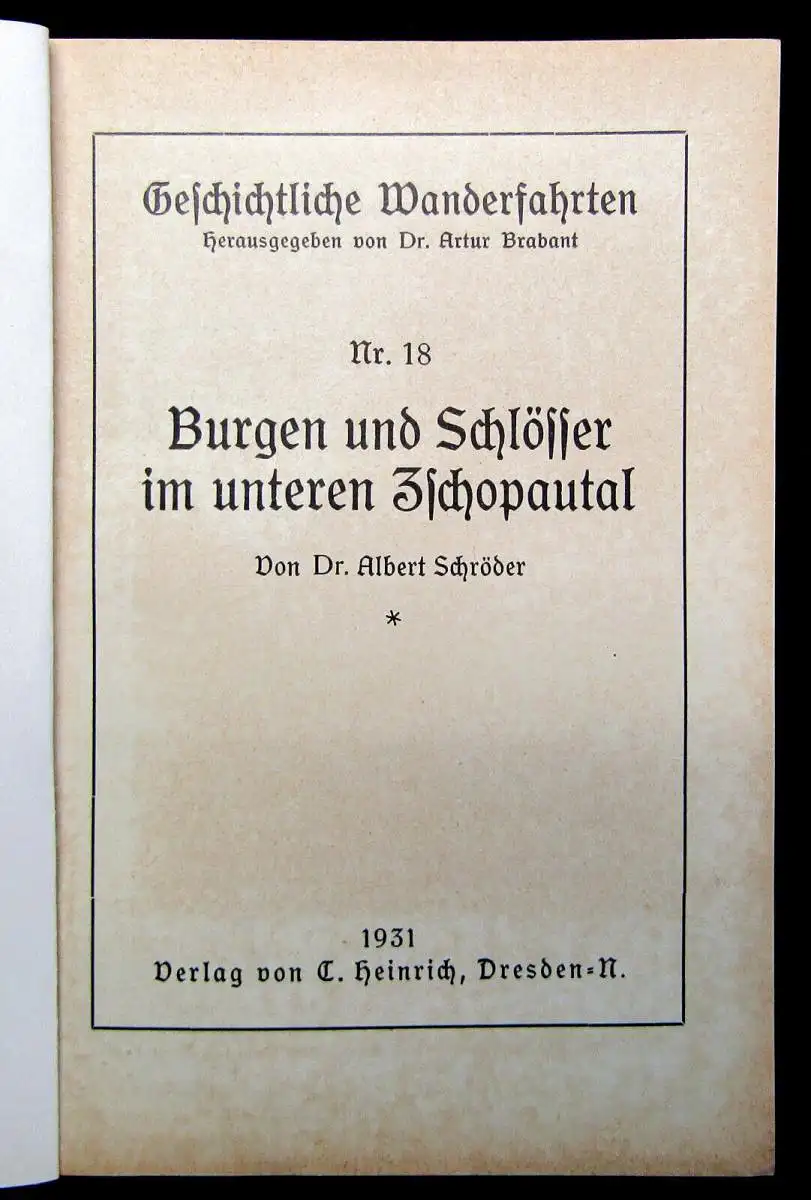 Geſchichtliche Wanderfahrten
Herausgegeben von Dr. Artur Brabant
Nr. 18
Burgen und Schlöſſer
im unteren Zſchopautal
Von Dr. Albert Schröder
*
1931
Verlag von C. Heinrich, Dresden=N.